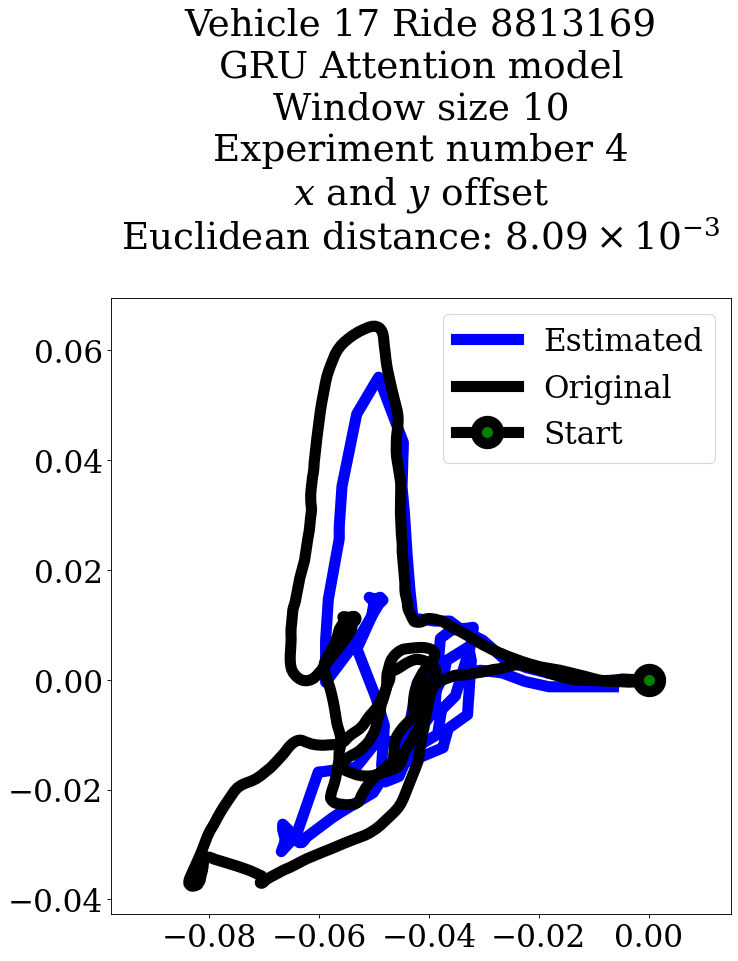 Vehicle 17 Ride 8813169
GRU Attention model
Window size 10
Experiment number 4
x and y offset
Euclidean distance: 8.09 × 10⁻³
Estimated
Original
Start
0.06
0.04
0.02
0.00
−0.02
−0.04
−0.08 −0.06 −0.04 −0.02 0.00